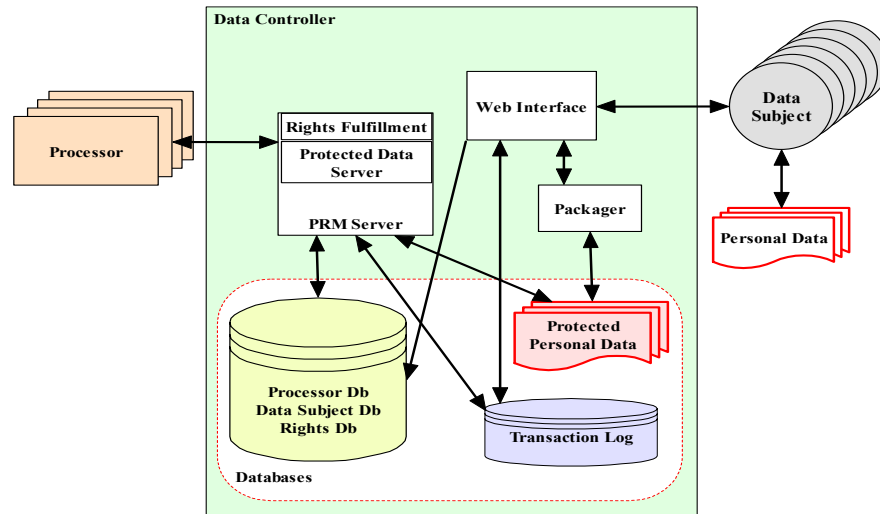 Data Controller
Web Interface
Data
Subject
Rights Fulfillment
Protected Data
Server
PRM Server
Processor
Packager
Personal Data
Protected
Personal Data
Processor Db
Data Subject Db
Rights Db
Transaction Log
Databases